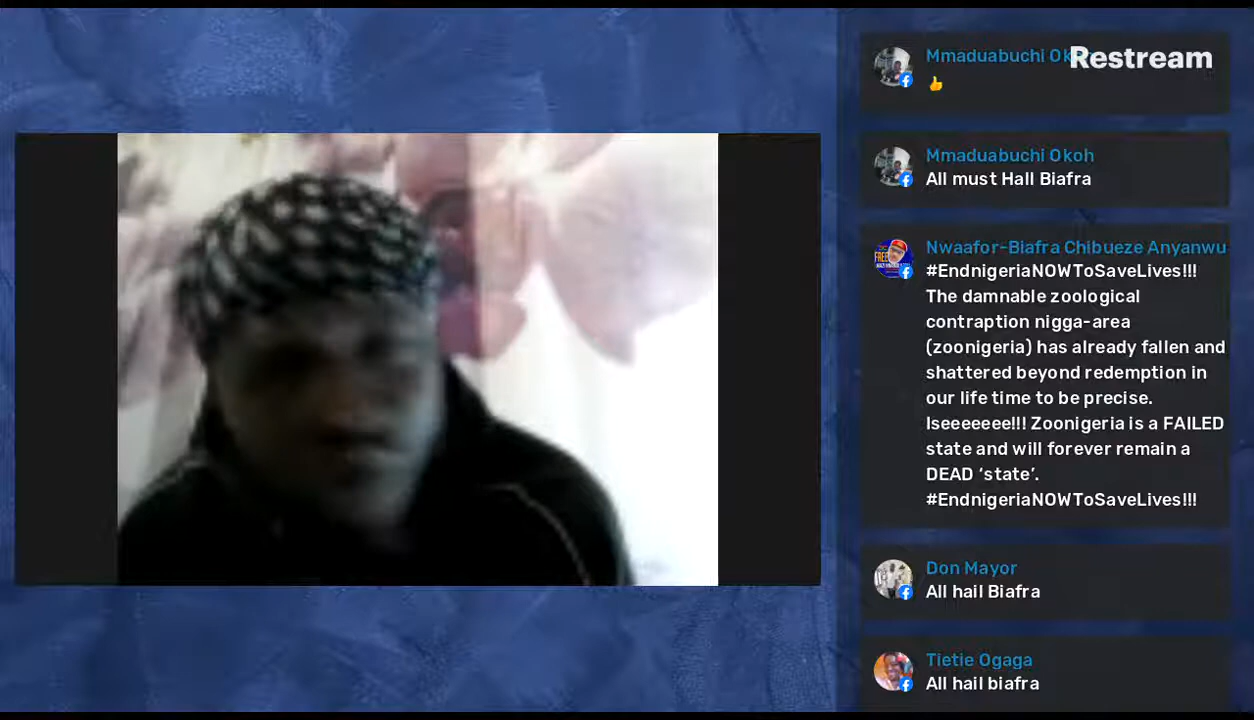 Mmaduabuchi Ok
Restream
👍
Mmaduabuchi Okoh
All must Hall Biafra
Nwaafor-Biafra Chibueze Anyanwu
#EndnigeriaNOWToSaveLives!!!
The damnable zoological
contraption nigga-area
(zoonigeria) has already fallen and
shattered beyond redemption in
our life time to be precise.
Iseeeeeee!!! Zoonigeria is a FAILED
state and will forever remain a
DEAD ‘state’.
#EndnigeriaNOWToSaveLives!!!
Don Mayor
All hail Biafra
Tietie Ogaga
All hail biafra